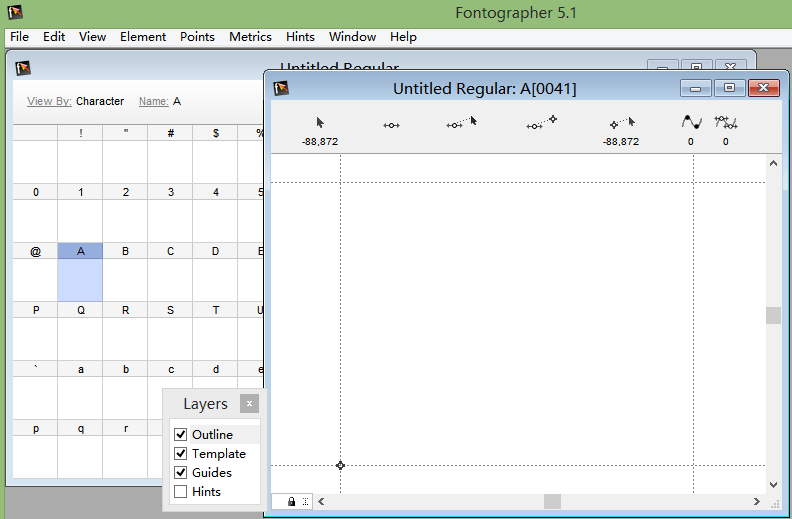 Fontographer 5.1
File Edit View Element Points Metrics Hints Window Help
Untitled Regular
View By: Character Name: A
! " # $ %
0 1 2 3 4 5
@ A B C D E
P Q R S T U
` a b c d e
p q r
Untitled Regular: A[0041]
-88,872 -88,872 0 0
Layers x
Outline
Template
Guides
Hints